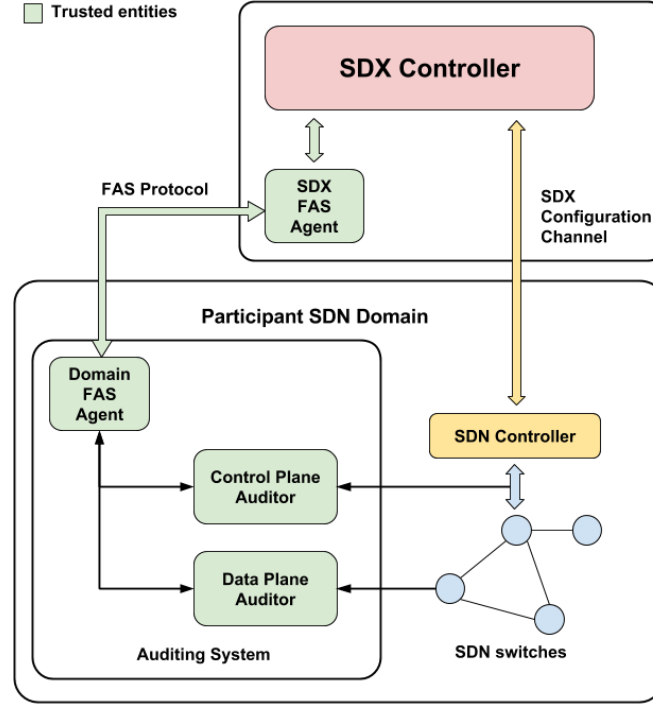 Trusted entities
SDX Controller
FAS Protocol
SDX
FAS
Agent
SDX
Configuration
Channel
Participant SDN Domain
Domain
FAS
Agent
SDN Controller
Control Plane
Auditor
Data Plane
Auditor
Auditing System
SDN switches